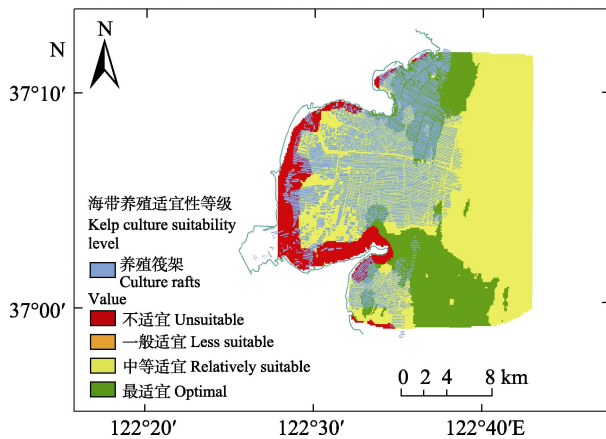 N
N
37°10′
海带养殖适宜性等级
Kelp culture suitability
level
养殖筏架
Culture rafts
37°00′
Value
不适宜 Unsuitable
一般适宜 Less suitable
中等适宜 Relatively suitable
最适宜 Optimal
0 2 4 8 km
122°20′ 122°30′ 122°40′E